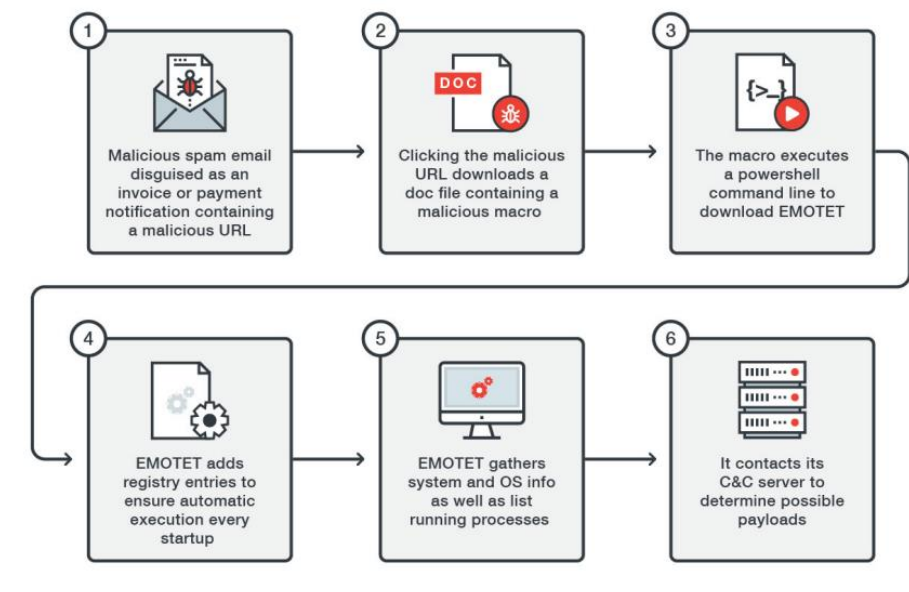 1
Malicious spam email
disguised as an
invoice or payment
notification containing
a malicious URL
2
DOC
Clicking the malicious
URL downloads a
doc file containing a
malicious macro
3
{>_}
The macro executes
a powershell
command line to
download EMOTET
4
EMOTET adds
registry entries to
ensure automatic
execution every
startup
5
EMOTET gathers
system and OS info
as well as list
running processes
6
It contacts its
C&C server to
determine possible
payloads